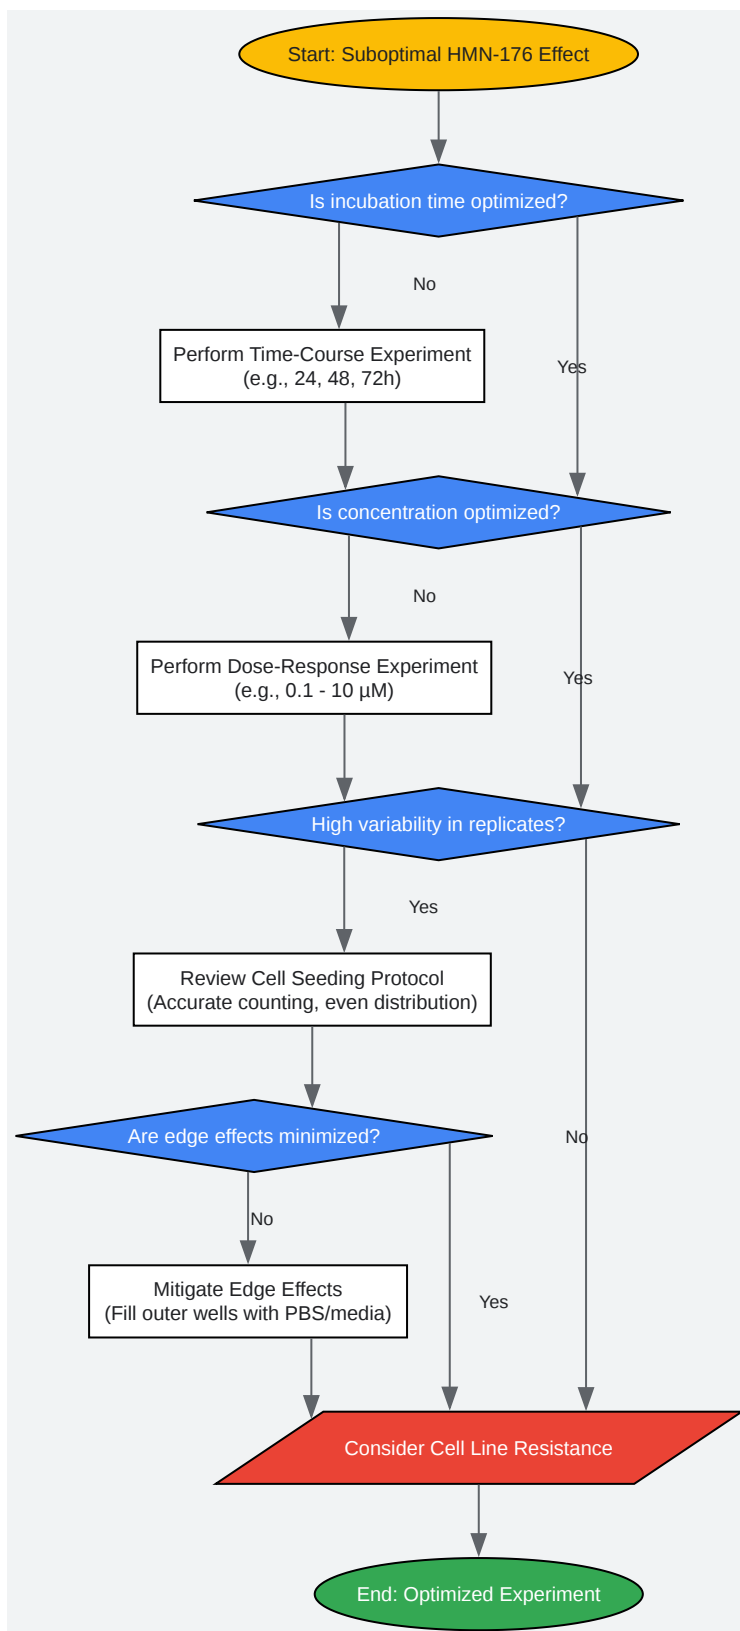 Start: Suboptimal HMN-176 Effect
Is incubation time optimized?
No
Perform Time-Course Experiment
(e.g., 24, 48, 72h)
Yes
Is concentration optimized?
No
Perform Dose-Response Experiment
(e.g., 0.1 - 10 µM)
Yes
High variability in replicates?
Yes
Review Cell Seeding Protocol
(Accurate counting, even distribution)
Are edge effects minimized?
No
No
Mitigate Edge Effects
(Fill outer wells with PBS/media)
Yes
Consider Cell Line Resistance
End: Optimized Experiment